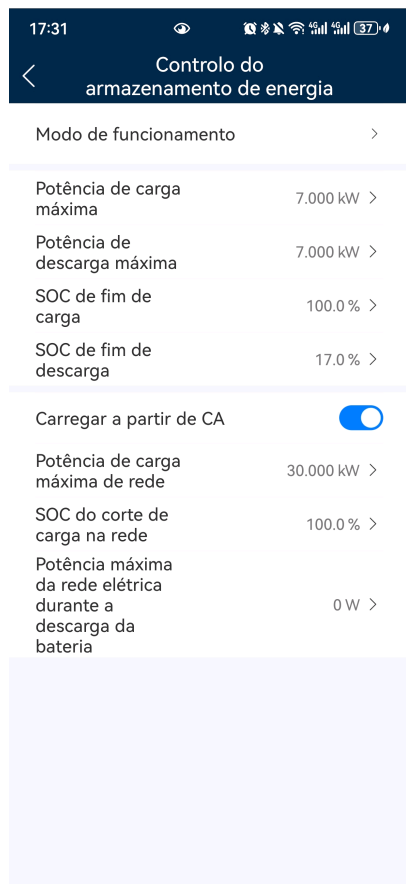 17:31
4G
4G
37
Controlo do
armazenamento de energia
Modo de funcionamento
Potência de carga
máxima
7.000 kW
Potência de
descarga máxima
7.000 kW
SOC de fim de
carga
100.0 %
SOC de fim de
descarga
17.0 %
Carregar a partir de CA
Potência de carga
máxima de rede
30.000 kW
SOC do corte de
carga na rede
100.0 %
Potência máxima
da rede elétrica
durante a
descarga da
bateria
0 W